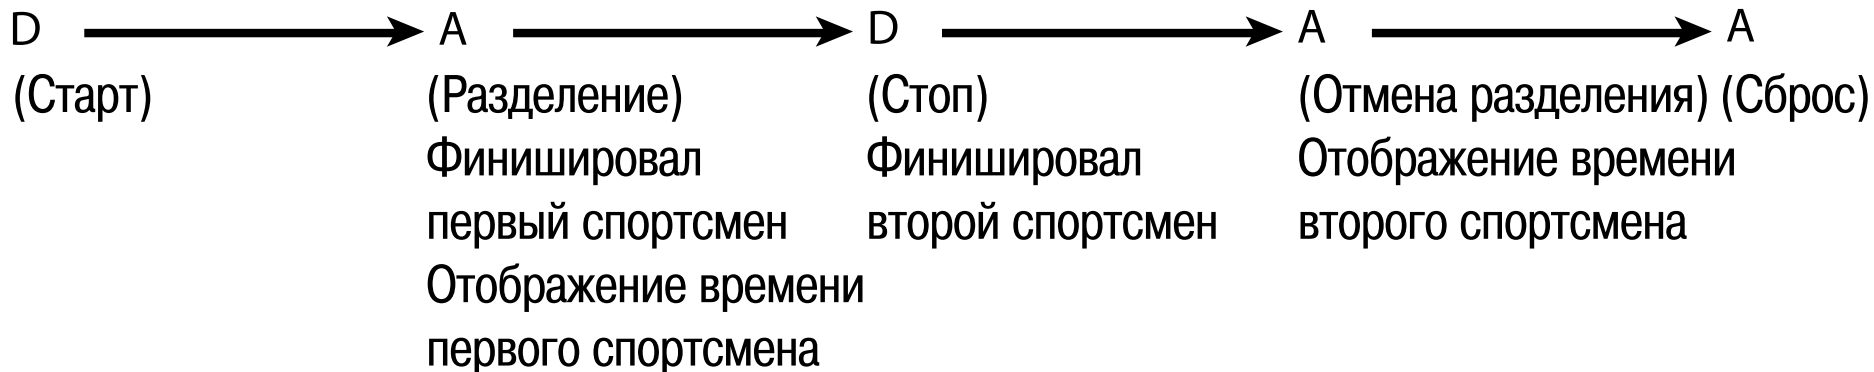 D A D A A
(Старт) (Разделение) (Стоп) (Отмена разделения) (Сброс)
Финишировал Финишировал Отображение времени
первый спортсмен второй спортсмен второго спортсмена
Отображение времени
первого спортсмена